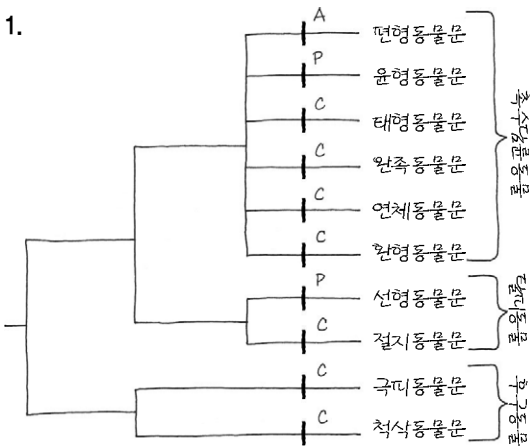 1.
A 편형동물문
P 윤형동물문
C 태형동물문
C 완족동물문
C 연체동물문
C 환형동물문
촉수담륜동물
P 선형동물문
C 절지동물문
탈피동물
C 극피동물문
C 척삭동물문
후구동물